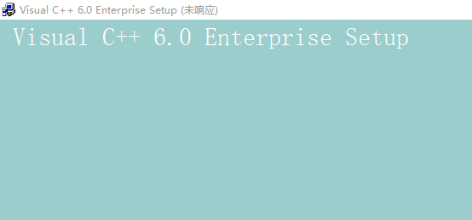 Visual C++ 6.0 Enterprise Setup (未响应)
Visual C++ 6.0 Enterprise Setup